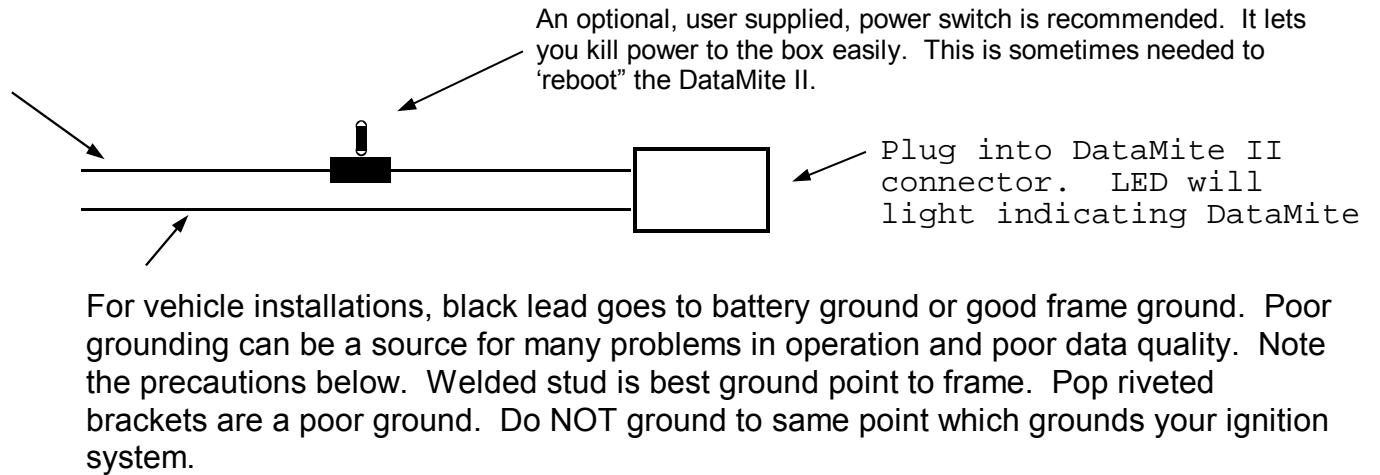 An optional, user supplied, power switch is recommended.  It lets
you kill power to the box easily.  This is sometimes needed to
‘reboot” the DataMite II.
Plug into DataMite II
connector.  LED will
light indicating DataMite
For vehicle installations, black lead goes to battery ground or good frame ground.  Poor
grounding can be a source for many problems in operation and poor data quality.  Note
the precautions below.  Welded stud is best ground point to frame.  Pop riveted
brackets are a poor ground.  Do NOT ground to same point which grounds your ignition
system.